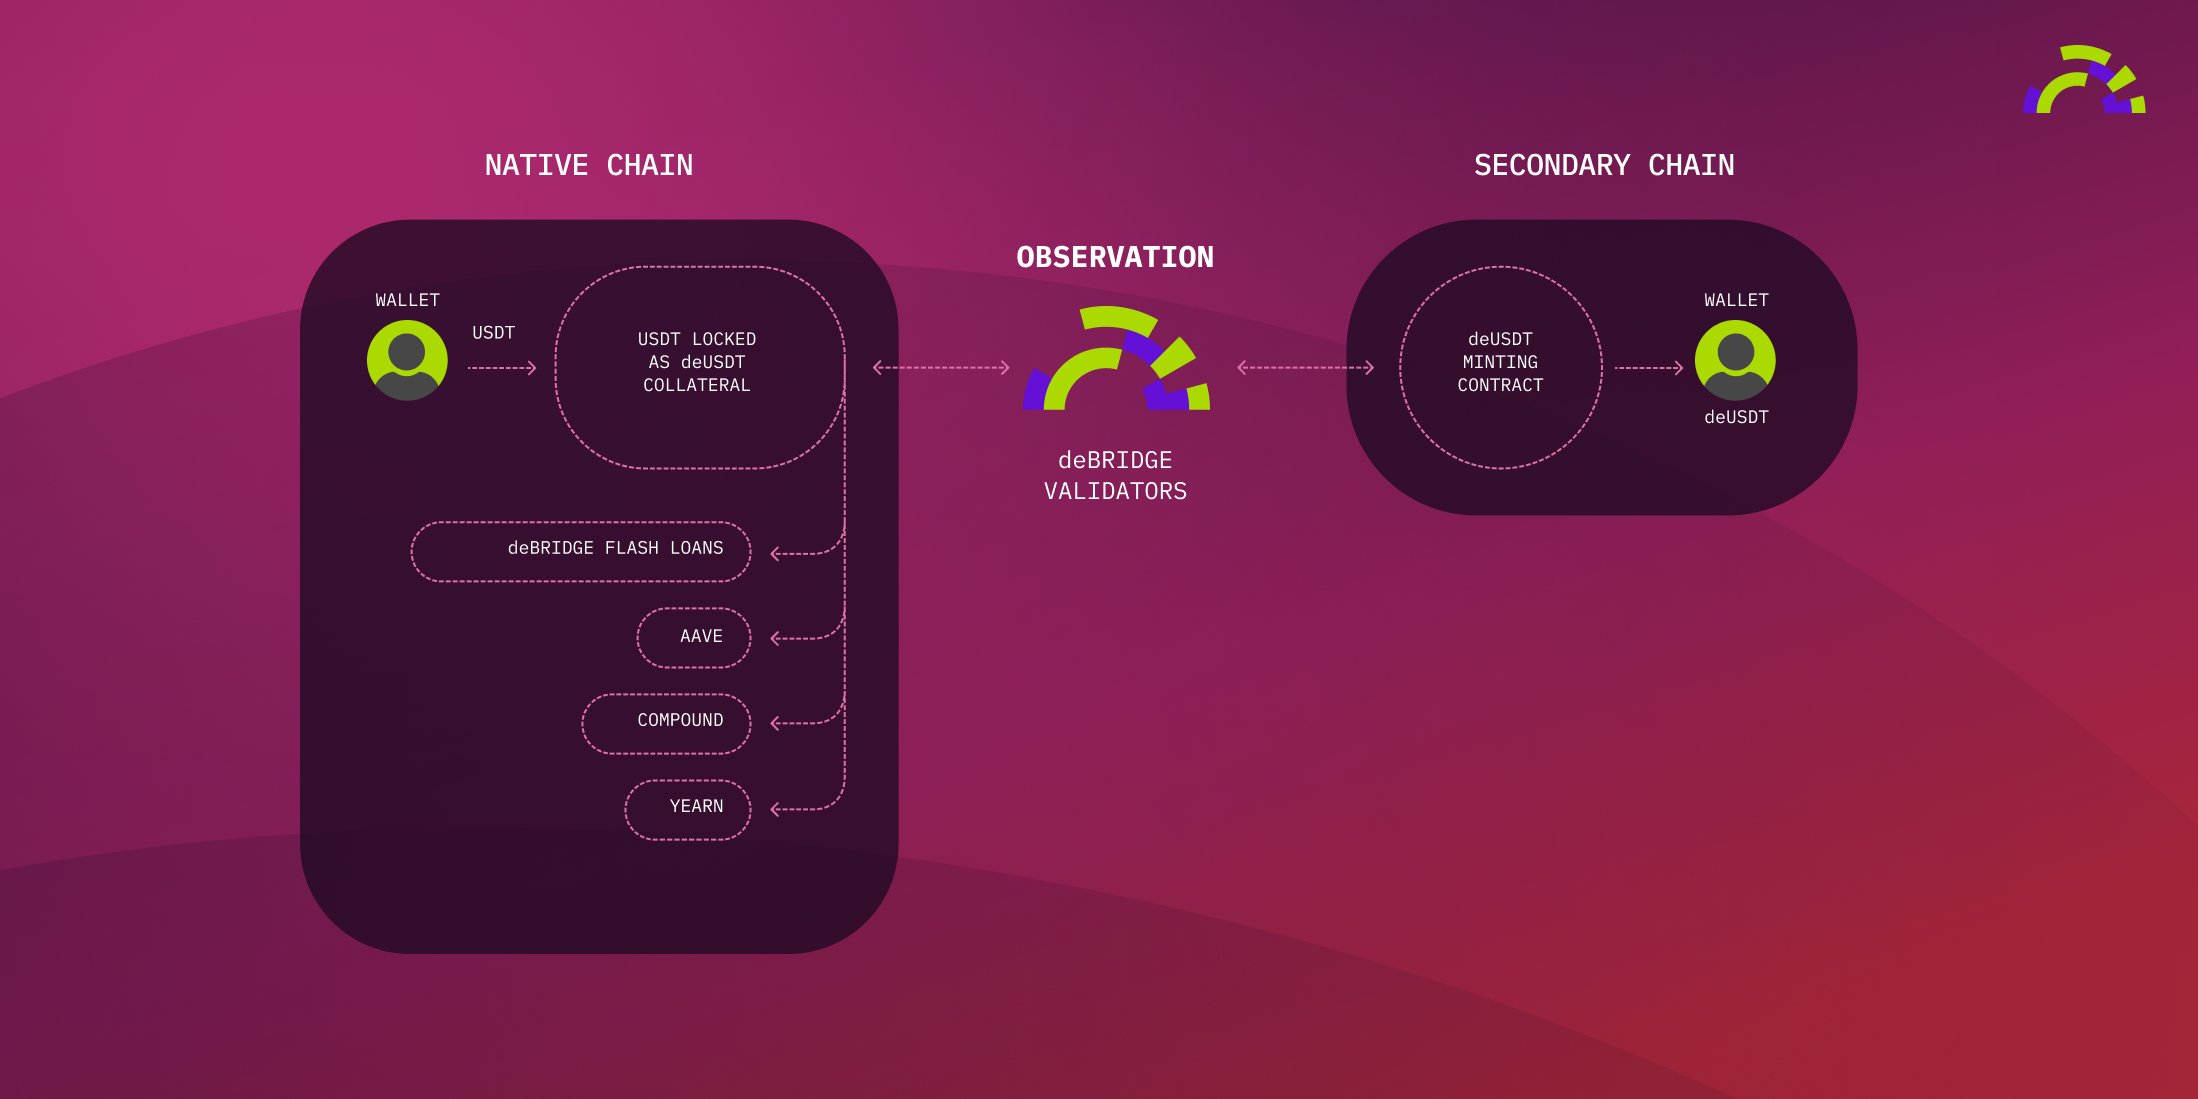 NATIVE CHAIN
WALLET
USDT
USDT LOCKED
AS deUSDT
COLLATERAL
deBRIDGE FLASH LOANS
AAVE
COMPOUND
YEARN
OBSERVATION
deBRIDGE
VALIDATORS
SECONDARY CHAIN
deUSDT
MINTING
CONTRACT
WALLET
deUSDT